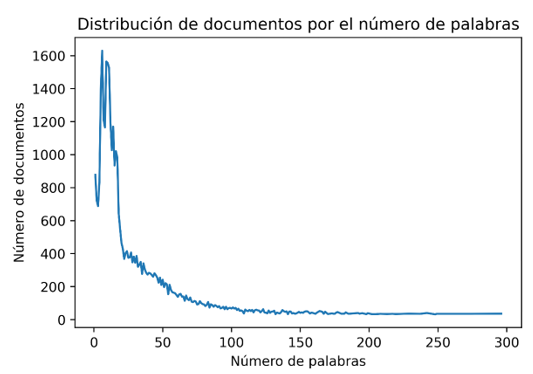 Distribución de documentos por el número de palabras
Número de documentos
1600
1400
1200
1000
800
600
400
200
0
0 50 100 150 200 250 300
Número de palabras